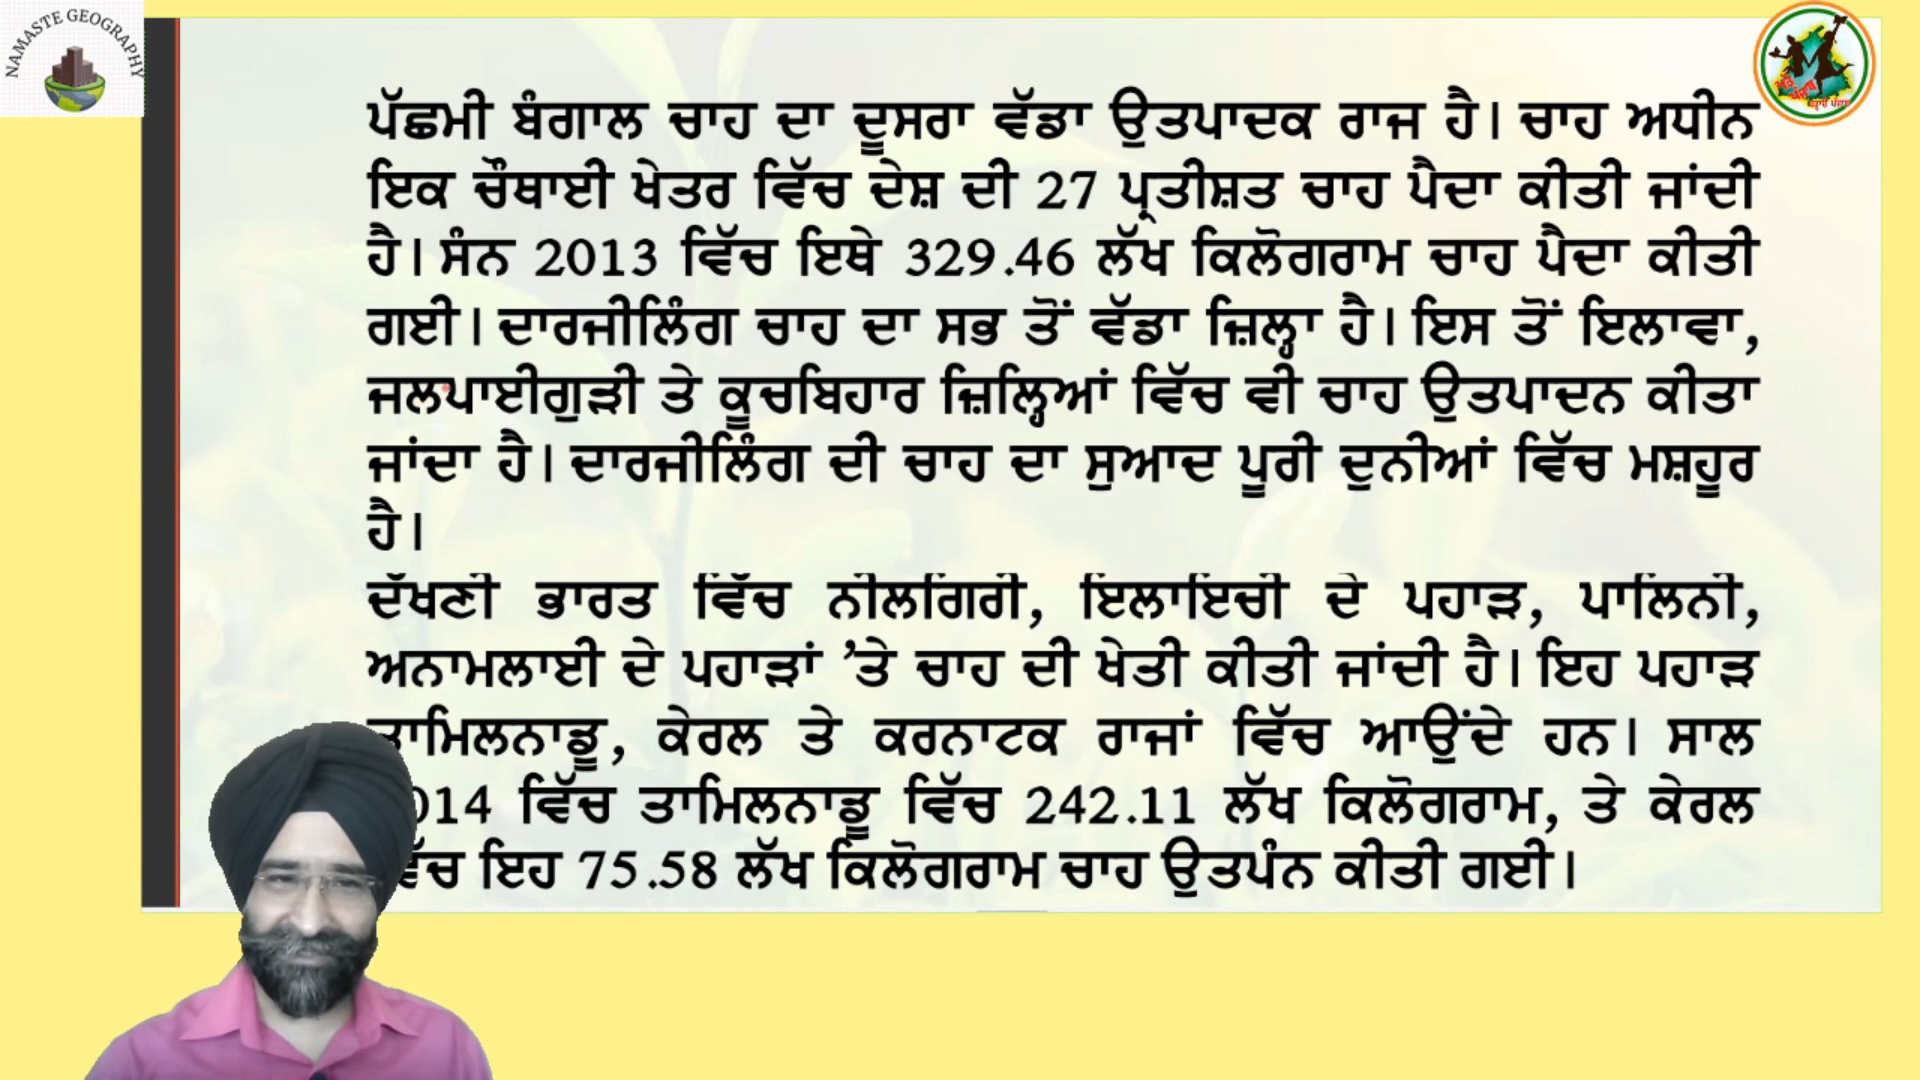 NAMASTE GEOGRAPHY
ਪੱਛਮੀ ਬੰਗਾਲ ਚਾਹ ਦਾ ਦੂਸਰਾ ਵੱਡਾ ਉਤਪਾਦਕ ਰਾਜ ਹੈ। ਚਾਹ ਅਧੀਨ
ਇਕ ਚੌਥਾਈ ਖੇਤਰ ਵਿੱਚ ਦੇਸ਼ ਦੀ 27 ਪ੍ਰਤੀਸ਼ਤ ਚਾਹ ਪੈਦਾ ਕੀਤੀ ਜਾਂਦੀ
ਹੈ। ਸੰਨ 2013 ਵਿੱਚ ਇਥੇ 329.46 ਲੱਖ ਕਿਲੋਗਰਾਮ ਚਾਹ ਪੈਦਾ ਕੀਤੀ
ਗਈ। ਦਾਰਜੀਲਿੰਗ ਚਾਹ ਦਾ ਸਭ ਤੋਂ ਵੱਡਾ ਜ਼ਿਲ੍ਹਾ ਹੈ। ਇਸ ਤੋਂ ਇਲਾਵਾ,
ਜਲਪਾਈਗੁੜੀ ਤੇ ਕੂਚਬਿਹਾਰ ਜ਼ਿਲ੍ਹਿਆਂ ਵਿੱਚ ਵੀ ਚਾਹ ਉਤਪਾਦਨ ਕੀਤਾ
ਜਾਂਦਾ ਹੈ। ਦਾਰਜੀਲਿੰਗ ਦੀ ਚਾਹ ਦਾ ਸੁਆਦ ਪੂਰੀ ਦੁਨੀਆਂ ਵਿੱਚ ਮਸ਼ਹੂਰ
ਹੈ।
ਦੱਖਣੀ ਭਾਰਤ ਵਿੱਚ ਨੀਲਗਿਰੀ, ਇਲਾਇਚੀ ਦੇ ਪਹਾੜ, ਪਾਲਿਨੀ,
ਅਨਾਮਲਾਈ ਦੇ ਪਹਾੜਾਂ ’ਤੇ ਚਾਹ ਦੀ ਖੇਤੀ ਕੀਤੀ ਜਾਂਦੀ ਹੈ। ਇਹ ਪਹਾੜ
ਤਾਮਿਲਨਾਡੂ, ਕੇਰਲ ਤੇ ਕਰਨਾਟਕ ਰਾਜਾਂ ਵਿੱਚ ਆਉਂਦੇ ਹਨ। ਸਾਲ
014 ਵਿੱਚ ਤਾਮਿਲਨਾਡੂ ਵਿੱਚ 242.11 ਲੱਖ ਕਿਲੋਗਰਾਮ, ਤੇ ਕੇਰਲ
ਵਿੱਚ ਇਹ 75.58 ਲੱਖ ਕਿਲੋਗਰਾਮ ਚਾਹ ਉਤਪੰਨ ਕੀਤੀ ਗਈ।